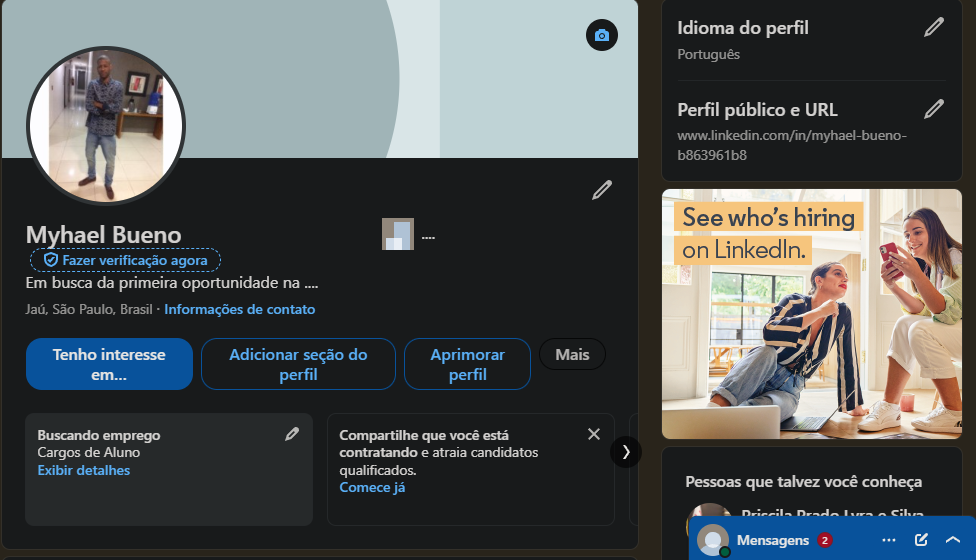 Myhael Bueno
....
Fazer verificação agora
Em busca da primeira oportunidade na ....
Jaú, São Paulo, Brasil · Informações de contato
Tenho interesse
em...
Adicionar seção do
perfil
Aprimorar
perfil
Mais
Buscando emprego
Cargos de Aluno
Exibir detalhes
Compartilhe que você está
contratando e atraia candidatos
qualificados.
Comece já
Idioma do perfil
Português
Perfil público e URL
www.linkedin.com/in/myhael-bueno-
b863961b8
See who's hiring
on LinkedIn.
Pessoas que talvez você conheça
Priscila Prado Lyra e Silva
Mensagens 2